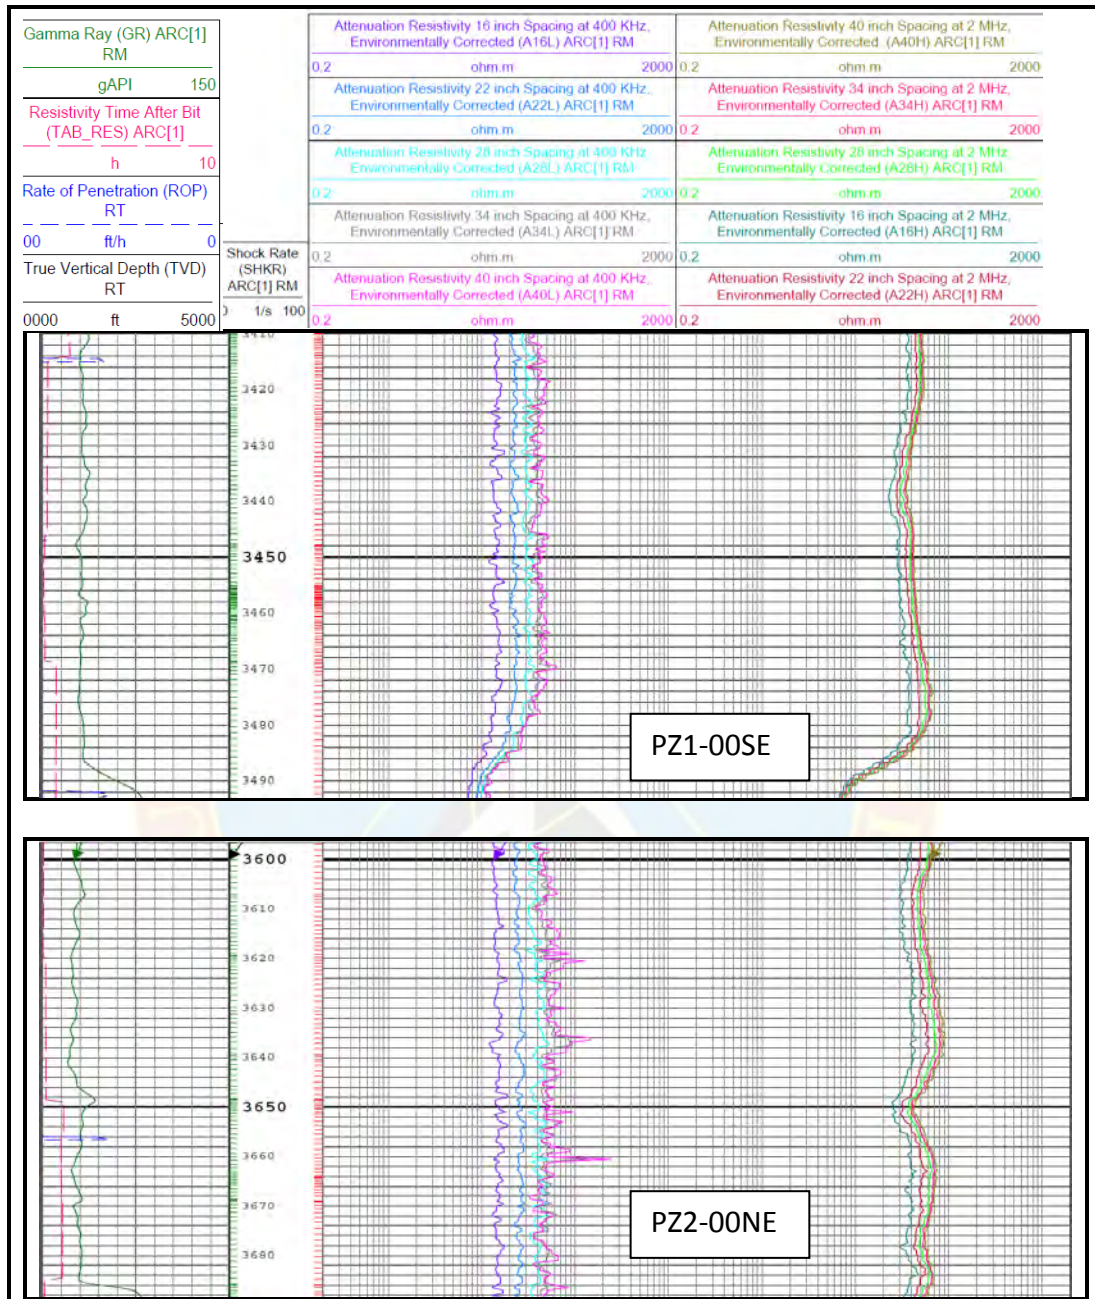 Gamma Ray (GR) ARC[1]
RM
gAPI 150
Resistivity Time After Bit
(TAB_RES) ARC[1]
h 10
Rate of Penetration (ROP)
RT
00 ft/h 0
True Vertical Depth (TVD)
RT
0000 ft 5000
Shock Rate
(SHKR)
ARC[1] RM
1/s 100
Attenuation Resistivity 16 inch Spacing at 400 KHz,
Environmentally Corrected (A16L) ARC[1] RM
0.2 ohm.m 2000
Attenuation Resistivity 22 inch Spacing at 400 KHz,
Environmentally Corrected (A22L) ARC[1] RM
0.2 ohm.m 2000
Attenuation Resistivity 28 inch Spacing at 400 KHz,
Environmentally Corrected (A28L) ARC[1] RM
0.2 ohm.m 2000
Attenuation Resistivity 34 inch Spacing at 400 KHz,
Environmentally Corrected (A34L) ARC[1] RM
0.2 ohm.m 2000
Attenuation Resistivity 40 inch Spacing at 400 KHz,
Environmentally Corrected (A40L) ARC[1] RM
0.2 ohm.m 2000
Attenuation Resistivity 40 inch Spacing at 2 MHz,
Environmentally Corrected (A40H) ARC[1] RM
0.2 ohm.m 2000
Attenuation Resistivity 34 inch Spacing at 2 MHz,
Environmentally Corrected (A34H) ARC[1] RM
0.2 ohm.m 2000
Attenuation Resistivity 28 inch Spacing at 2 MHz,
Environmentally Corrected (A28H) ARC[1] RM
0.2 ohm.m 2000
Attenuation Resistivity 16 inch Spacing at 2 MHz,
Environmentally Corrected (A16H) ARC[1] RM
0.2 ohm.m 2000
Attenuation Resistivity 22 inch Spacing at 2 MHz,
Environmentally Corrected (A22H) ARC[1] RM
0.2 ohm.m 2000
3410
3420
3430
3440
3450
3460
3470
3480
3490
PZ1-00SE
3600
3610
3620
3630
3640
3650
3660
3670
3680
PZ2-00NE